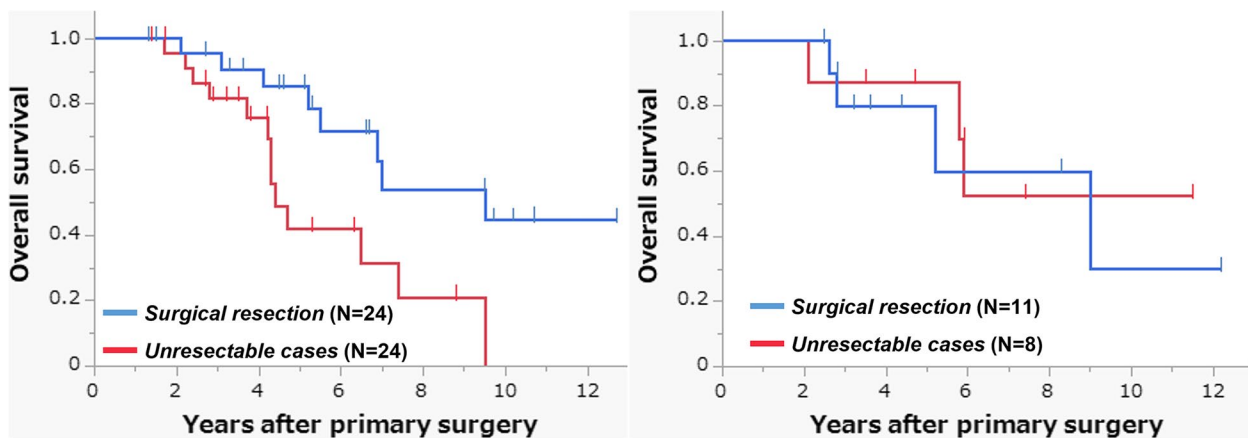 1.0
0.8
0.6
0.4
0.2
0
Overall survival
Surgical resection (N=24)
Unresectable cases (N=24)
0 2 4 6 8 10 12
Years after primary surgery
1.0
0.8
0.6
0.4
0.2
0
Overall survival
Surgical resection (N=11)
Unresectable cases (N=8)
0 2 4 6 8 10 12
Years after primary surgery